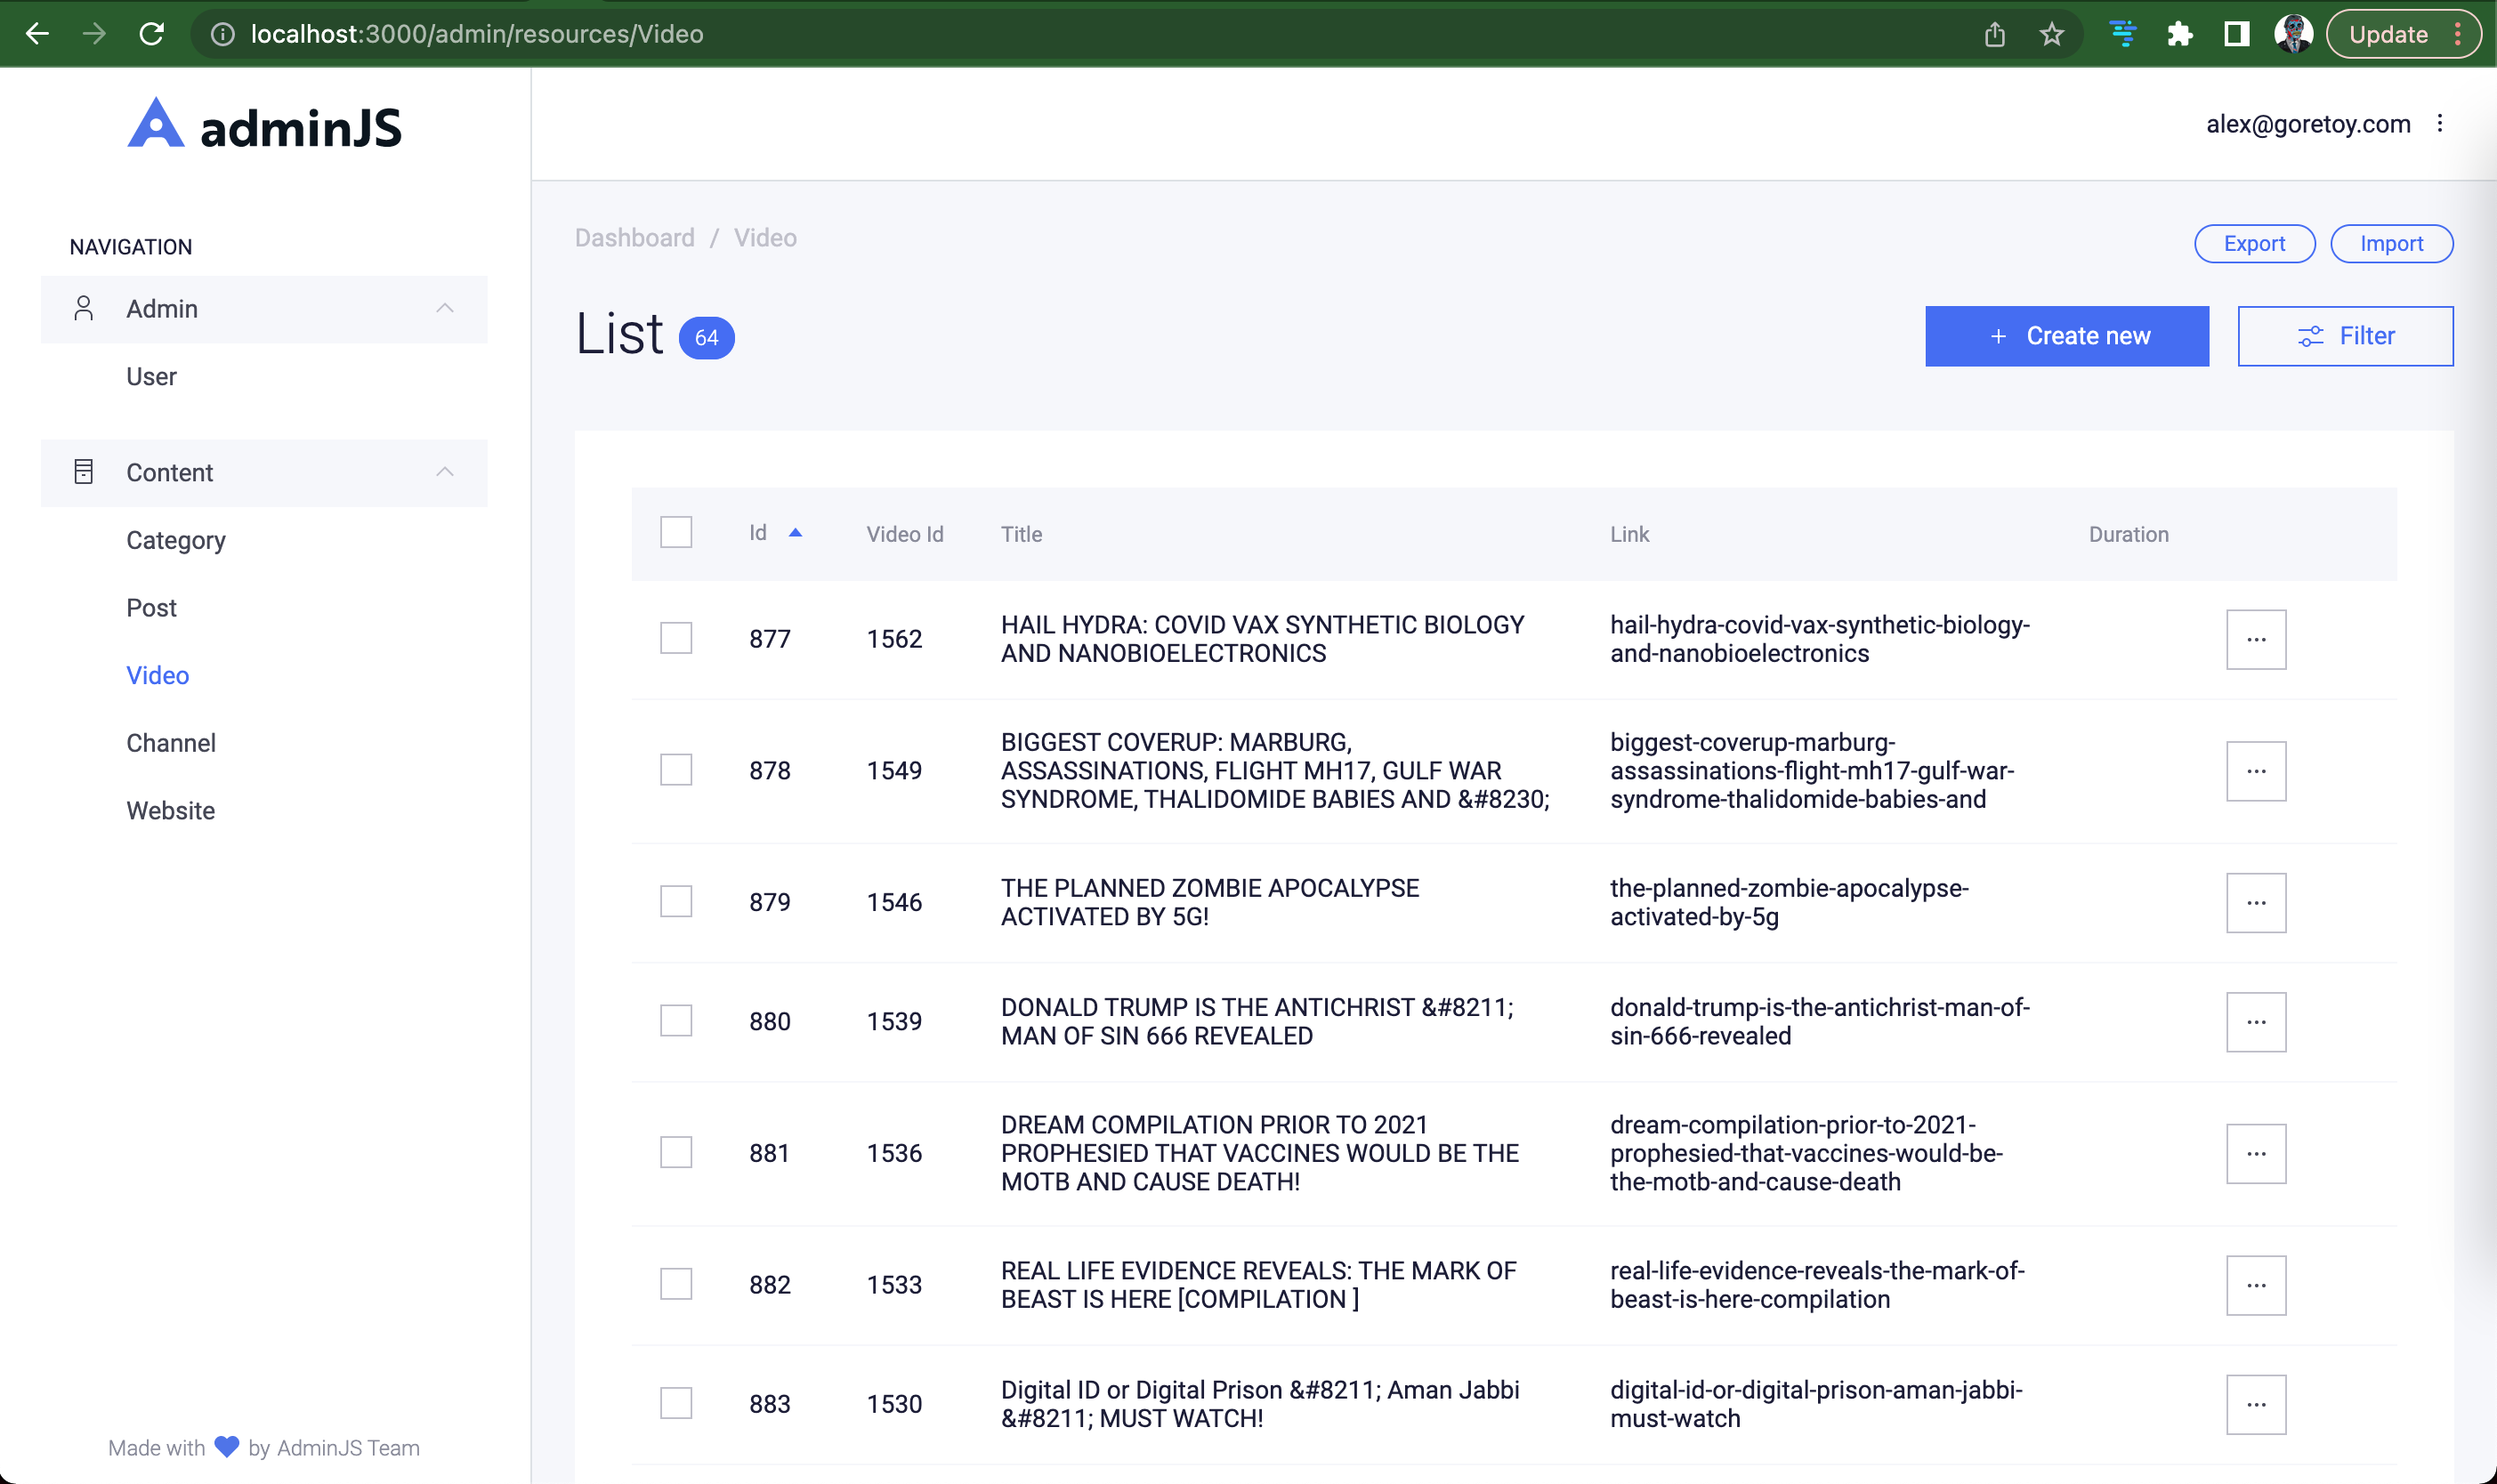 localhost:3000/admin/resources/Video
Update
adminJS
alex@goretoy.com
NAVIGATION
Admin
User
Content
Category
Post
Video
Channel
Website
Made with by AdminJS Team
Dashboard / Video
Export
Import
List 64
+ Create new
Filter
Id
Video Id
Title
Link
Duration
877
1562
HAIL HYDRA: COVID VAX SYNTHETIC BIOLOGY
AND NANOBIOELECTRONICS
hail-hydra-covid-vax-synthetic-biology-
and-nanobioelectronics
878
1549
BIGGEST COVERUP: MARBURG,
ASSASSINATIONS, FLIGHT MH17, GULF WAR
SYNDROME, THALIDOMIDE BABIES AND &#8230;
biggest-coverup-marburg-
assassinations-flight-mh17-gulf-war-
syndrome-thalidomide-babies-and
879
1546
THE PLANNED ZOMBIE APOCALYPSE
ACTIVATED BY 5G!
the-planned-zombie-apocalypse-
activated-by-5g
880
1539
DONALD TRUMP IS THE ANTICHRIST &#8211;
MAN OF SIN 666 REVEALED
donald-trump-is-the-antichrist-man-of-
sin-666-revealed
881
1536
DREAM COMPILATION PRIOR TO 2021
PROPHESIED THAT VACCINES WOULD BE THE
MOTB AND CAUSE DEATH!
dream-compilation-prior-to-2021-
prophesied-that-vaccines-would-be-
the-motb-and-cause-death
882
1533
REAL LIFE EVIDENCE REVEALS: THE MARK OF
BEAST IS HERE [COMPILATION ]
real-life-evidence-reveals-the-mark-of-
beast-is-here-compilation
883
1530
Digital ID or Digital Prison &#8211; Aman Jabbi
&#8211; MUST WATCH!
digital-id-or-digital-prison-aman-jabbi-
must-watch